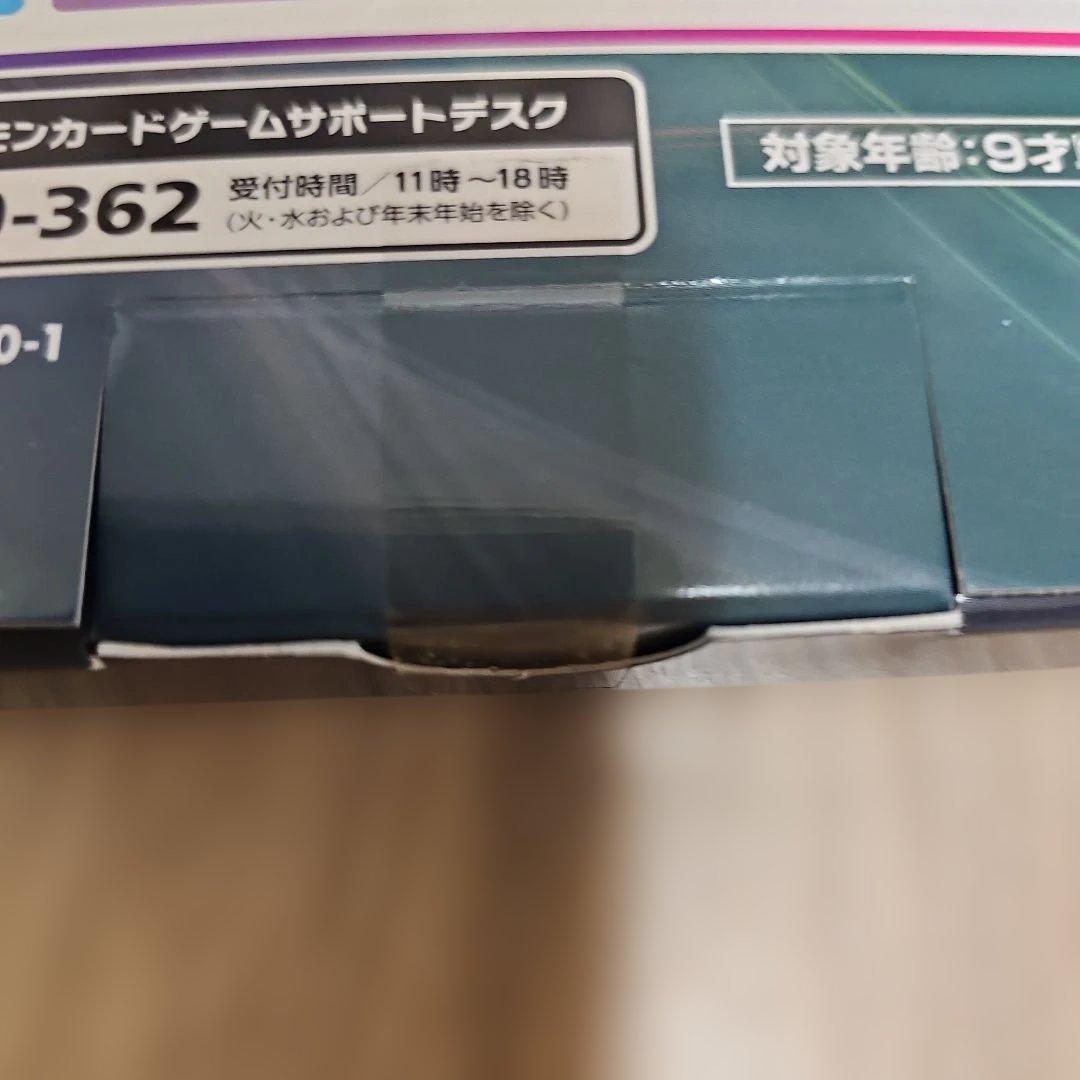 モンカードゲームサポートデスク
-362
受付時間/11時~18時
(火・水および年末年始を除く)
対象年齢:9才
0-1